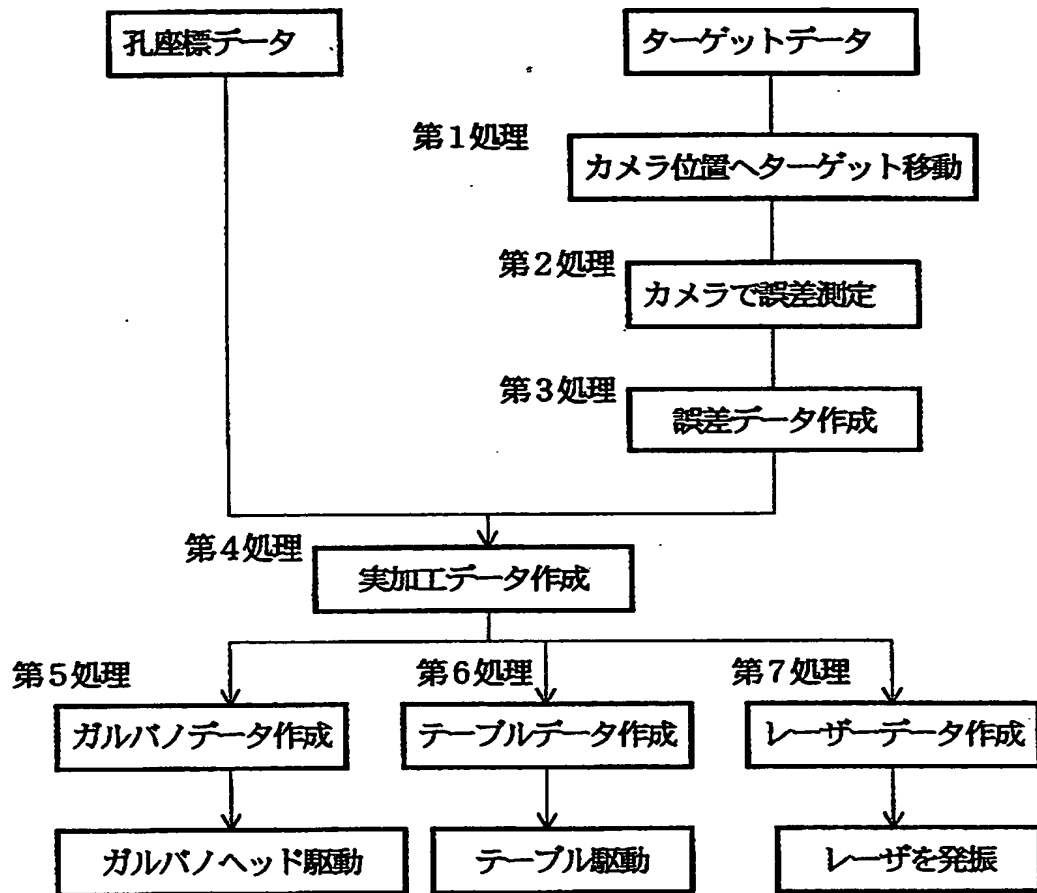 孔座標データ
ターゲットデータ
第1処理
カメラ位置へターゲット移動
第2処理
カメラで誤差測定
第3処理
誤差データ作成
第4処理
実加工データ作成
第5処理
第6処理
第7処理
ガルバノデータ作成
テーブルデータ作成
レーザーデータ作成
ガルバノヘッド駆動
テーブル駆動
レーザを発振